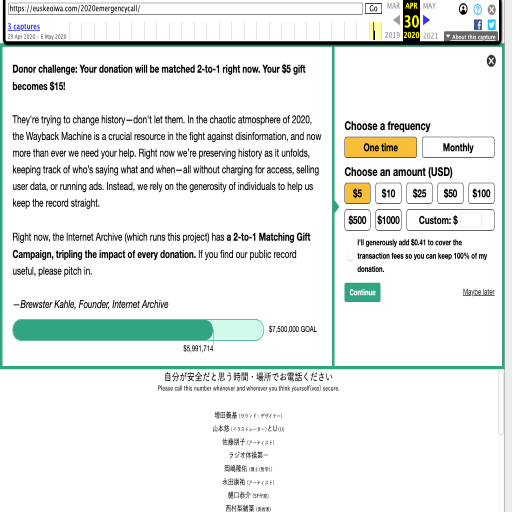 https://euskeoiwa.com/2020emergencycall/
Go
MAR
APR
MAY
3 captures
29 Apr 2020 - 6 May 2020
30
2019
2020
2021
About this capture
Donor challenge: Your donation will be matched 2-to-1 right now. Your $5 gift
becomes $15!
They're trying to change history—don't let them. In the chaotic atmosphere of 2020,
the Wayback Machine is a crucial resource in the fight against disinformation, and now
more than ever we need your help. Right now we're preserving history as it unfolds,
keeping track of who's saying what and when—all without charging for access, selling
user data, or running ads. Instead, we rely on the generosity of individuals to help us
keep the record straight.
Right now, the Internet Archive (which runs this project) has a 2-to-1 Matching Gift
Campaign, tripling the impact of every donation. If you find our public record
useful, please pitch in.
—Brewster Kahle, Founder, Internet Archive
$7,500,000 GOAL
$5,991,714
Choose a frequency
One time
Monthly
Choose an amount (USD)
$5
$10
$25
$50
$100
$500
$1000
Custom: $
I'll generously add $0.41 to cover the
transaction fees so you can keep 100% of my
donation.
Continue
Maybe later
自分が安全だと思う時間・場所でお電話ください
Please call this number whenever and wherever you think yourself(ves) secure.
増田義基 (サウンド・デザイナー)
山本悠 (イラストレーター) とU (U)
佐藤朋子 (アーティスト)
ラジオ体操第一
岡嶋隆佑 (博士(哲学))
永田康祐 (アーティスト)
樋口恭介 (SF作家)
西村梨緒葉 (美術家)